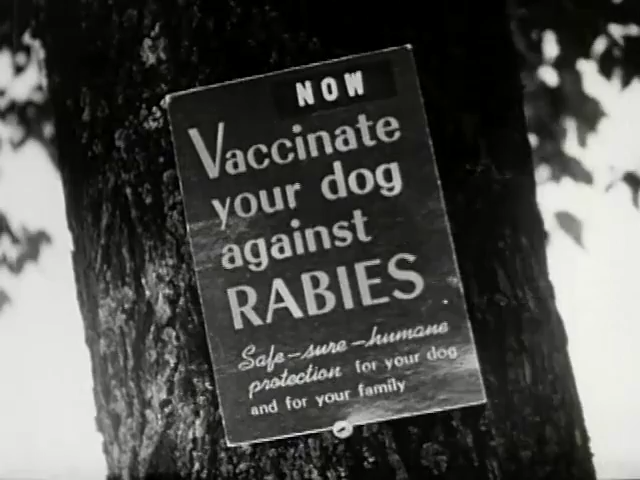 NOW
Vaccinate
your dog
against
RABIES
Safe-sure-humane
protection for your dog
and for your family